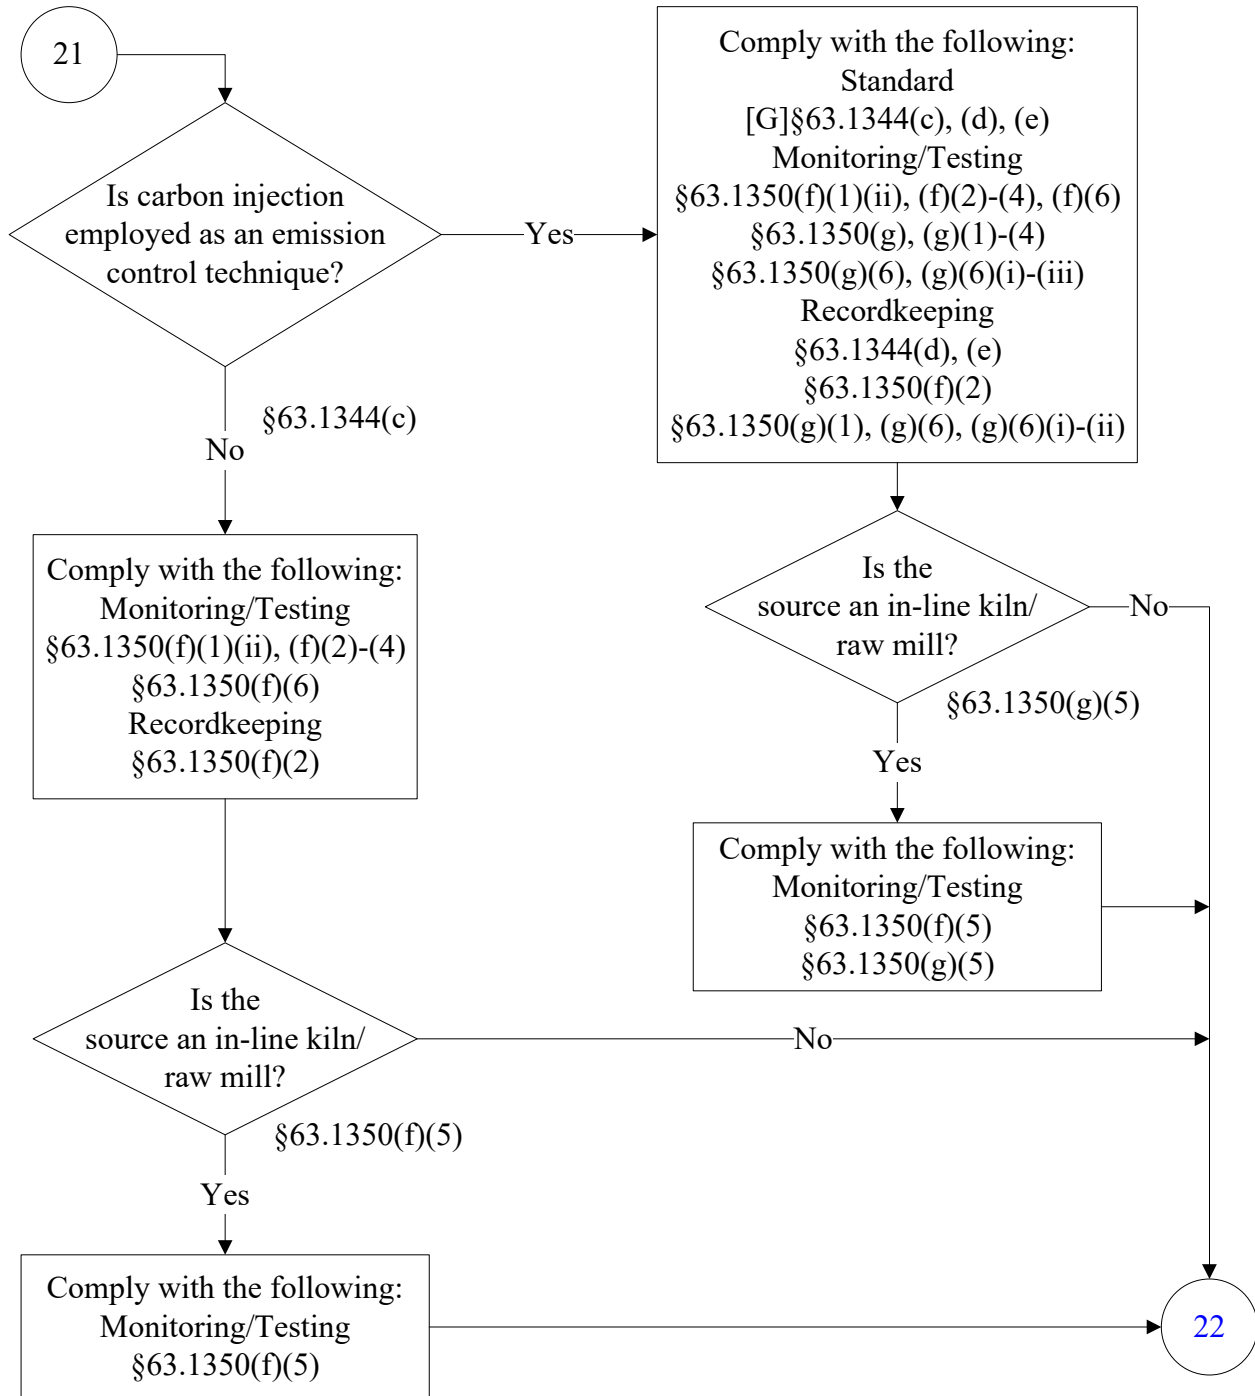 21
Is carbon injection
employed as an emission
control technique?
Yes
Comply with the following:
Standard
[G]§63.1344(c), (d), (e)
Monitoring/Testing
§63.1350(f)(1)(ii), (f)(2)-(4), (f)(6)
§63.1350(g), (g)(1)-(4)
§63.1350(g)(6), (g)(6)(i)-(iii)
Recordkeeping
§63.1344(d), (e)
§63.1350(f)(2)
§63.1350(g)(1), (g)(6), (g)(6)(i)-(ii)
§63.1344(c)
No
Comply with the following:
Monitoring/Testing
§63.1350(f)(1)(ii), (f)(2)-(4)
§63.1350(f)(6)
Recordkeeping
§63.1350(f)(2)
Is the
source an in-line kiln/
raw mill?
No
§63.1350(g)(5)
Yes
Comply with the following:
Monitoring/Testing
§63.1350(f)(5)
§63.1350(g)(5)
Is the
source an in-line kiln/
raw mill?
No
§63.1350(f)(5)
Yes
Comply with the following:
Monitoring/Testing
§63.1350(f)(5)
22